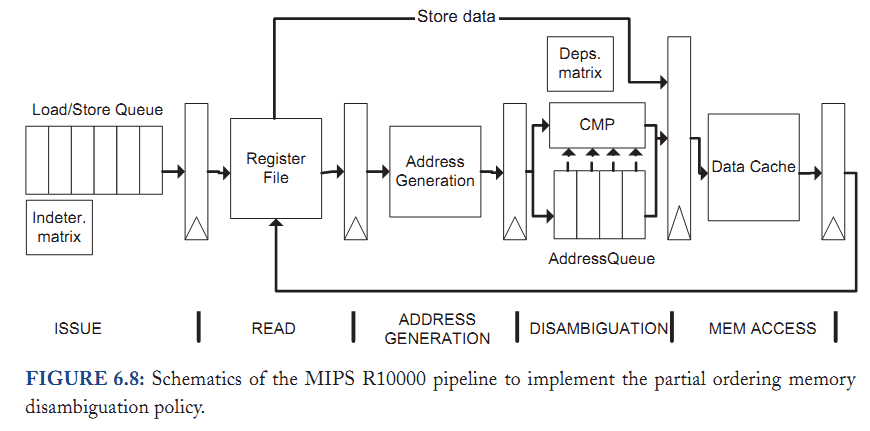 Store data
Deps.
matrix
Load/Store Queue
CMP
Register
File
Address
Generation
Data Cache
Indeter.
matrix
AddressQueue
ISSUE
READ
ADDRESS
GENERATION
DISAMBIGUATION
MEM ACCESS
FIGURE 6.8: Schematics of the MIPS R10000 pipeline to implement the partial ordering memory
disambiguation policy.